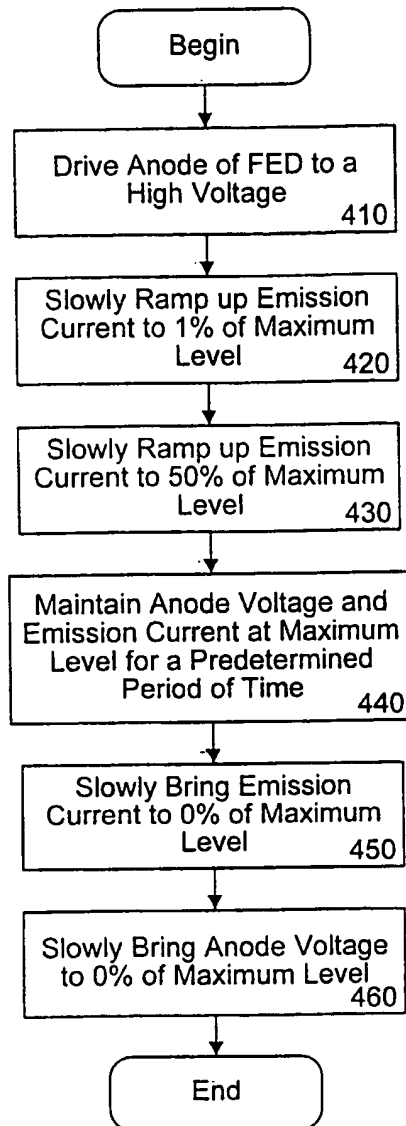 Begin
Drive Anode of FED to a
High Voltage
410
Slowly Ramp up Emission
Current to 1% of Maximum
Level
420
Slowly Ramp up Emission
Current to 50% of Maximum
Level
430
Maintain Anode Voltage and
Emission Current at Maximum
Level for a Predetermined
Period of Time
440
Slowly Bring Emission
Current to 0% of Maximum
Level
450
Slowly Bring Anode Voltage
to 0% of Maximum Level
460
End